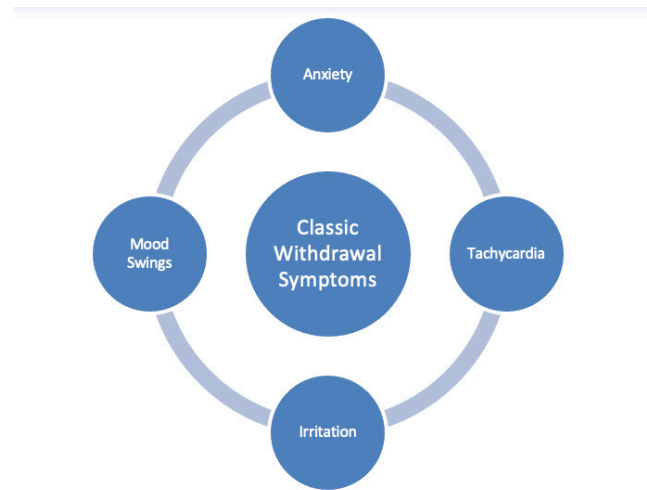 Anxiety
Mood
Swings
Classic
Withdrawal
Symptoms
Tachycardia
Irritation